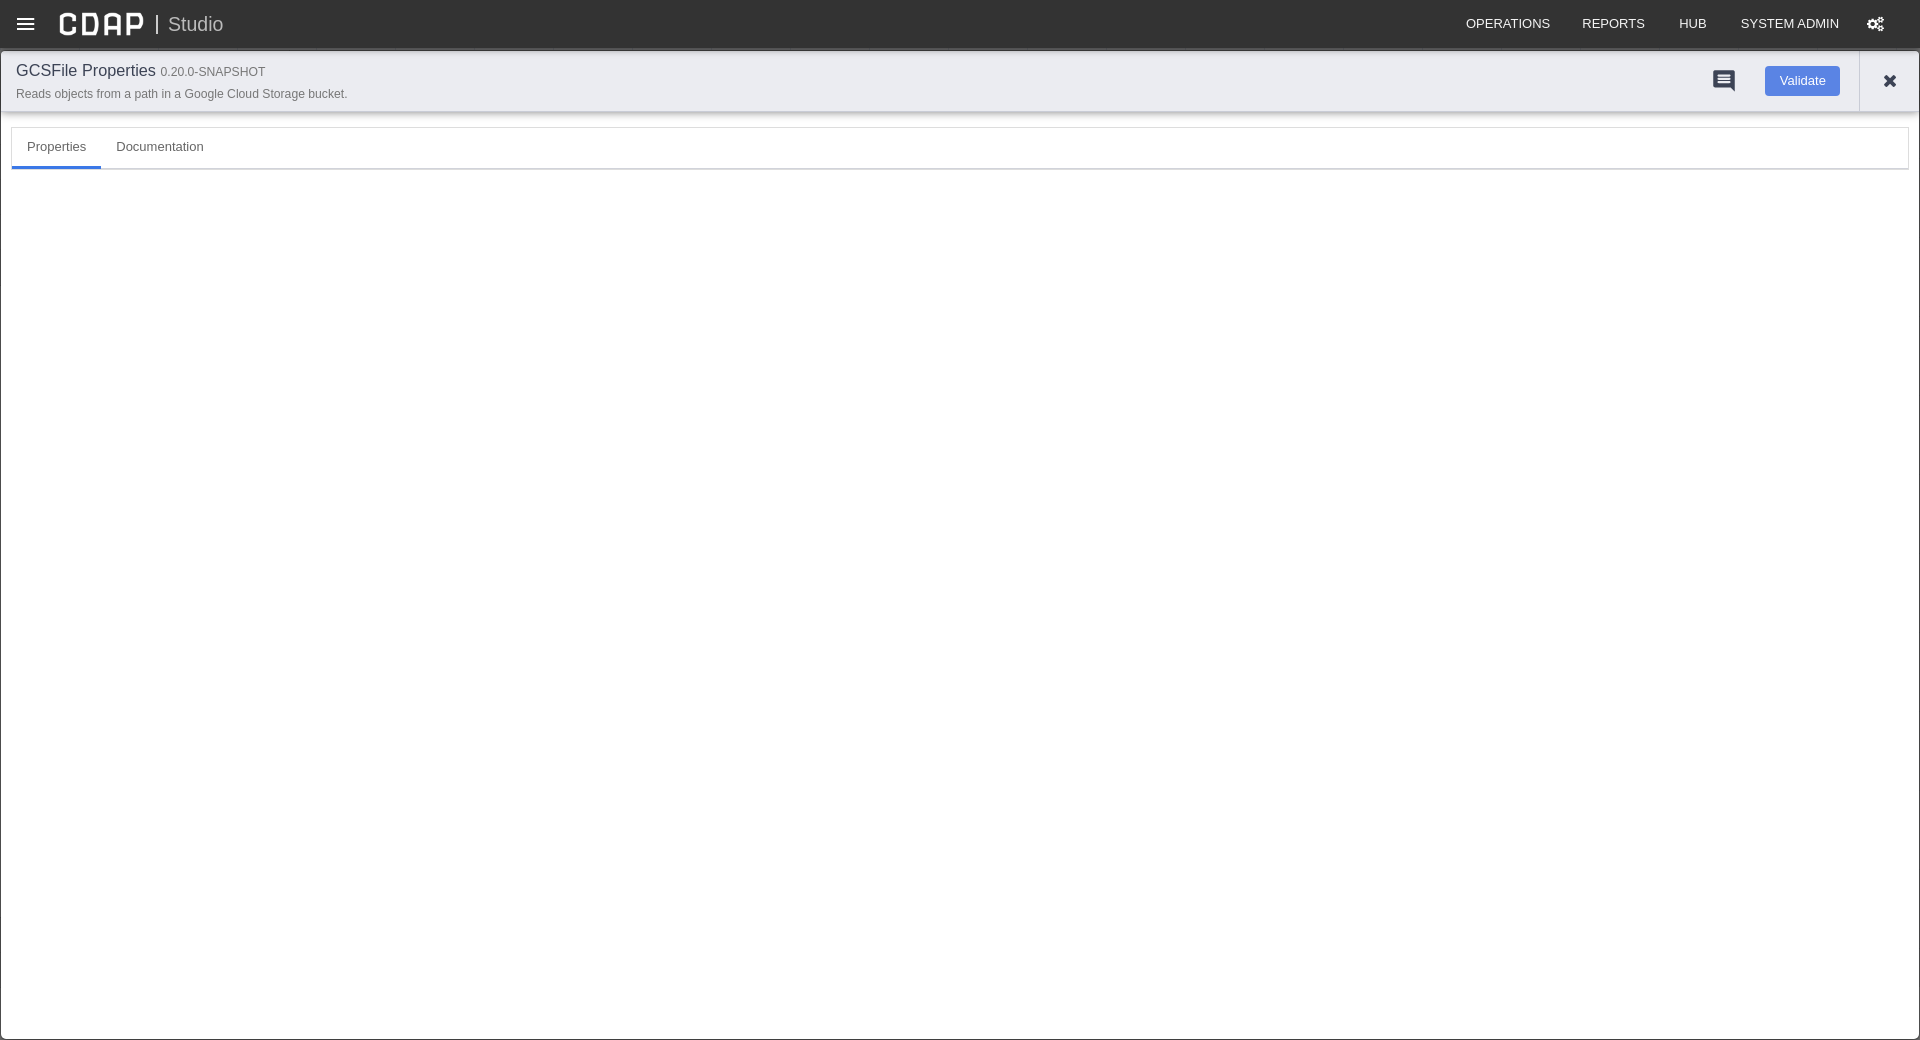 CDAP | Studio OPERATIONS REPORTS HUB SYSTEM ADMIN
GCSFile Properties 0.20.0-SNAPSHOT
Reads objects from a path in a Google Cloud Storage bucket.
Validate
Properties Documentation